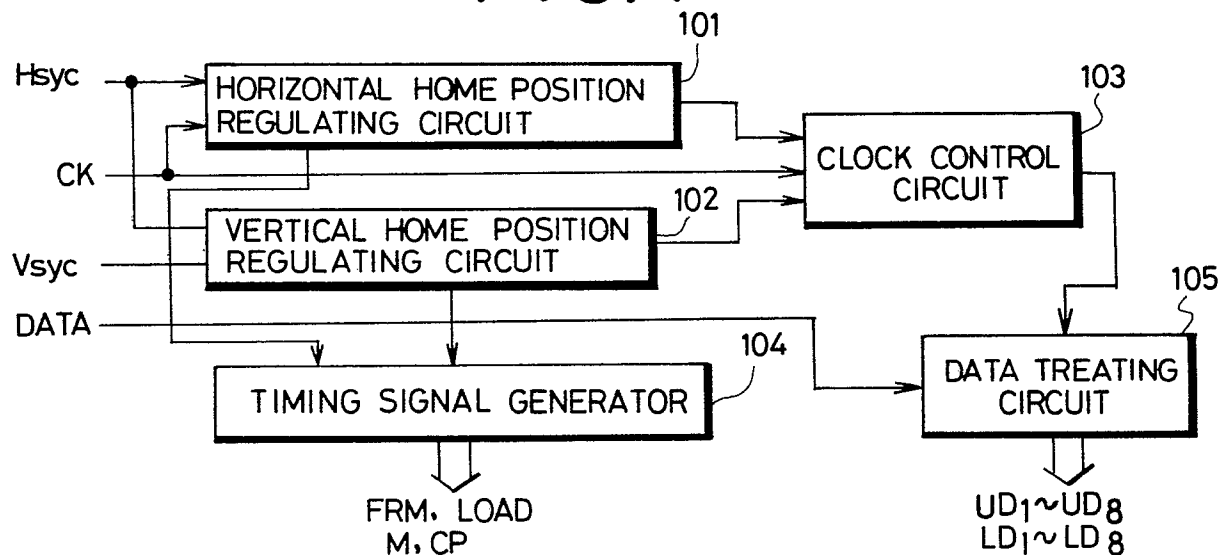 101
Hsyc
HORIZONTAL HOME POSITION
REGULATING CIRCUIT
103
CK
CLOCK CONTROL
CIRCUIT
102
VERTICAL HOME POSITION
REGULATING CIRCUIT
Vsyc
105
DATA
104
TIMING SIGNAL GENERATOR
DATA TREATING
CIRCUIT
FRM, LOAD
M, CP
UD1~UD8
LD1~LD8